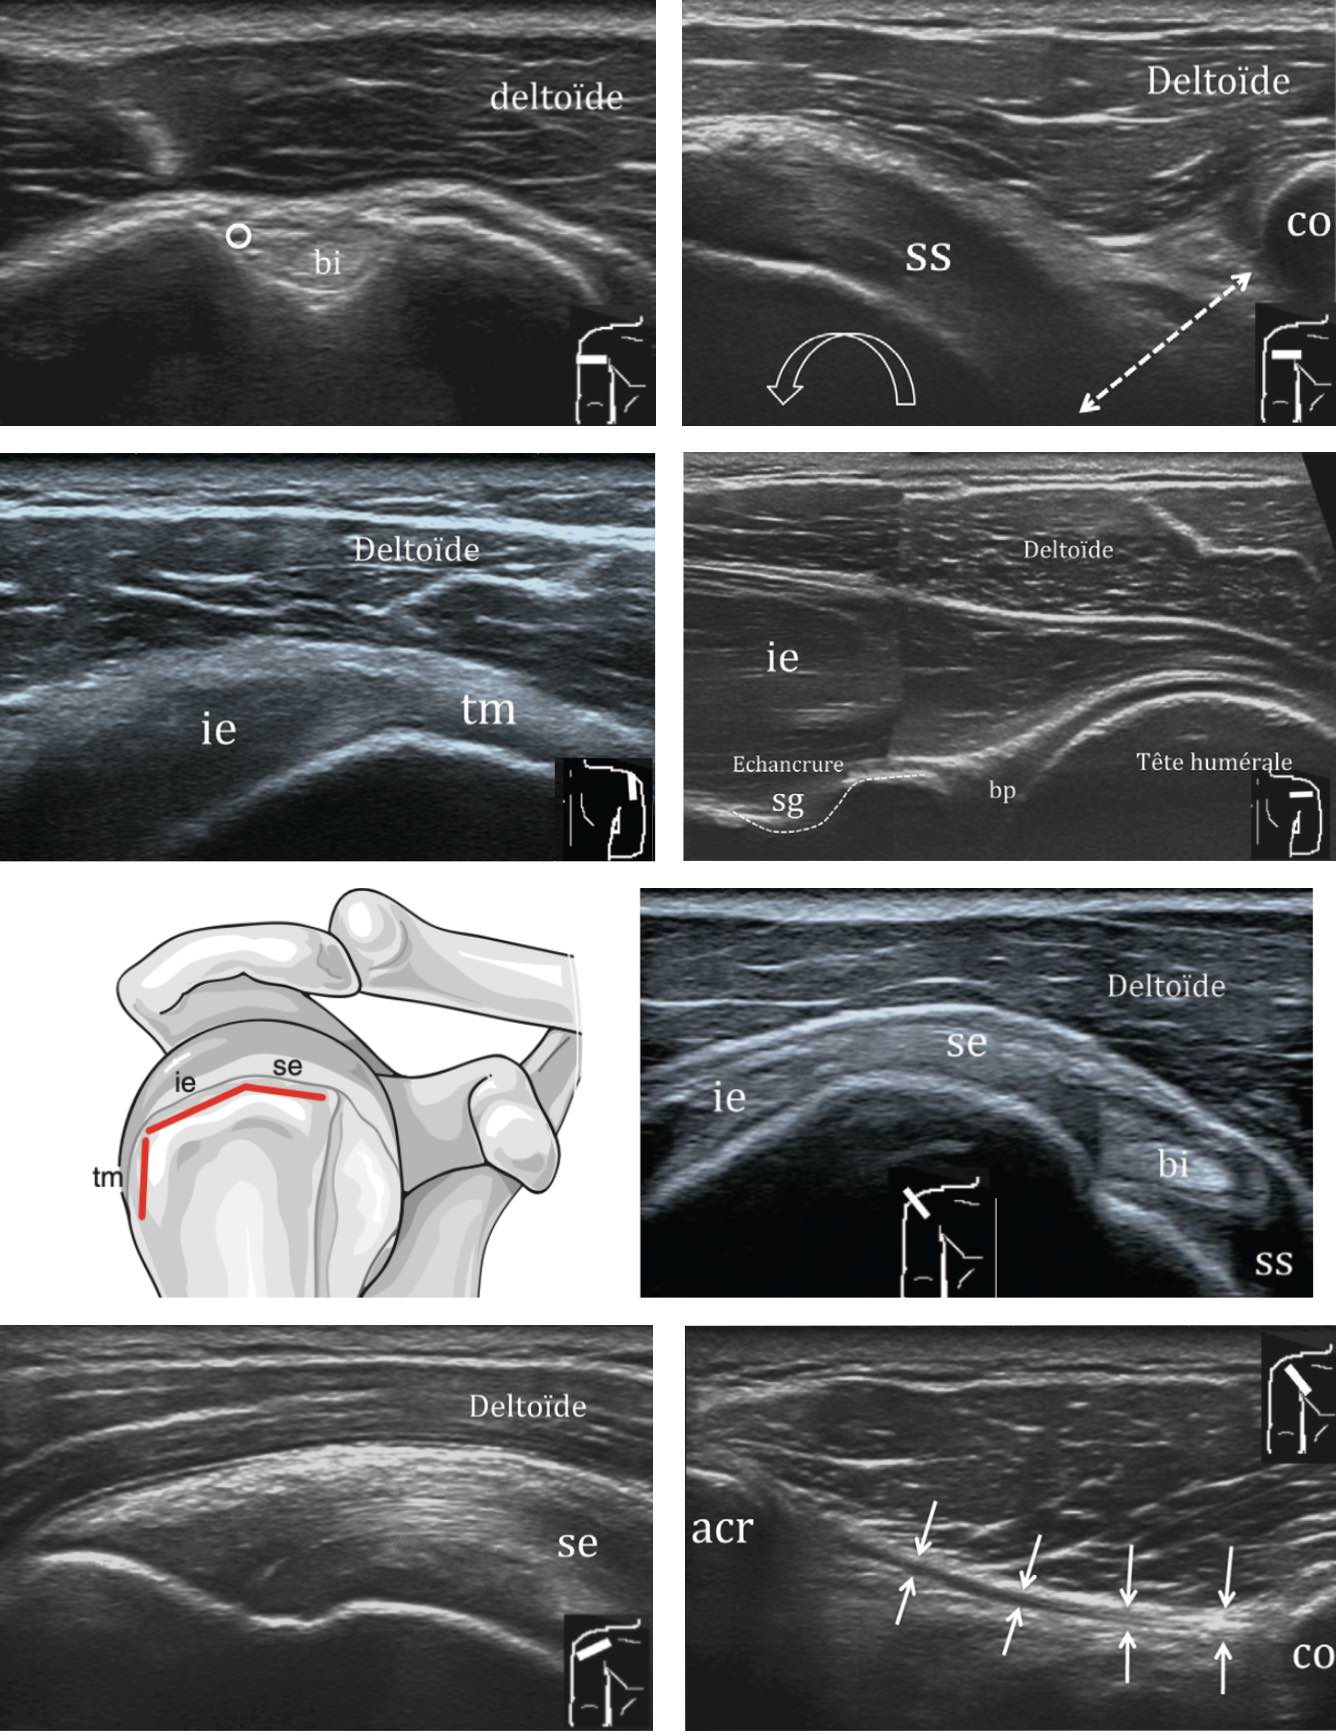 deltoïde
bi
Deltoïde
ss
co
Deltoïde
ie
tm
Deltoïde
ie
Echancrure
sg
bp
Tête humérale
ie
se
tm
Deltoïde
se
ie
bi
ss
Deltoïde
se
acr
co